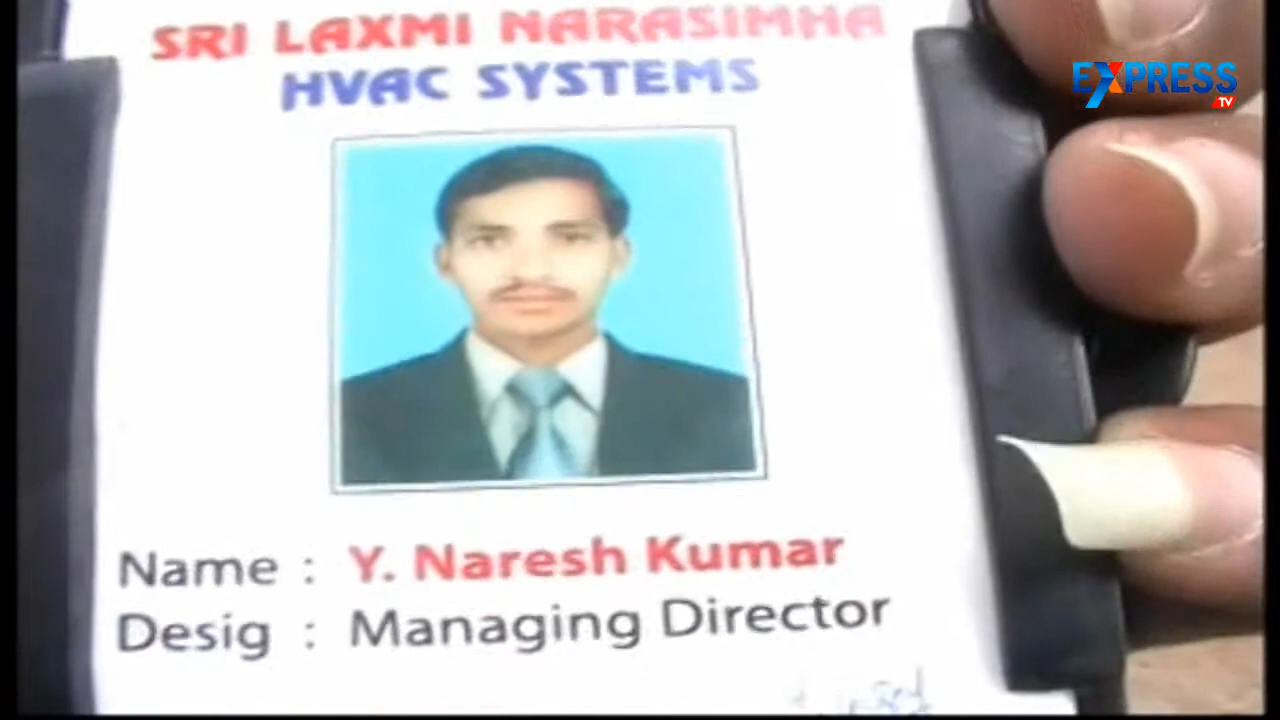 SRI LAXMI NARASIMHA
HVAC SYSTEMS
EXPRESS
TV
Name : Y. Naresh Kumar
Desig : Managing Director